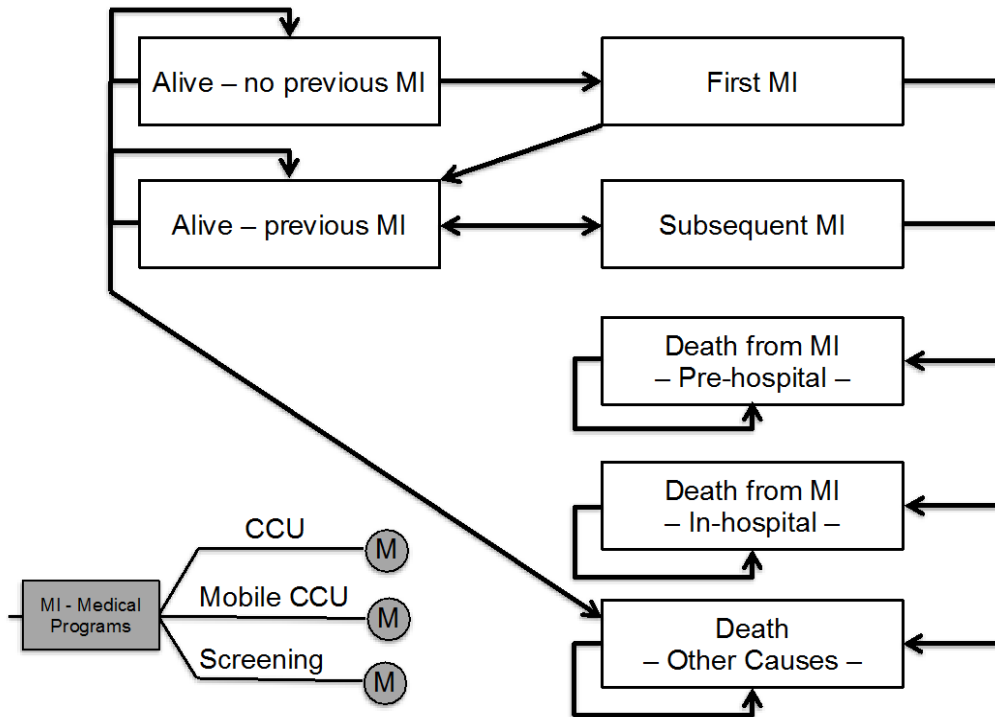 Alive – no previous MI
First MI
Alive – previous MI
Subsequent MI
Death from MI
– Pre-hospital –
Death from MI
– In-hospital –
CCU
M
Mobile CCU
M
MI - Medical
Programs
Screening
M
Death
– Other Causes –